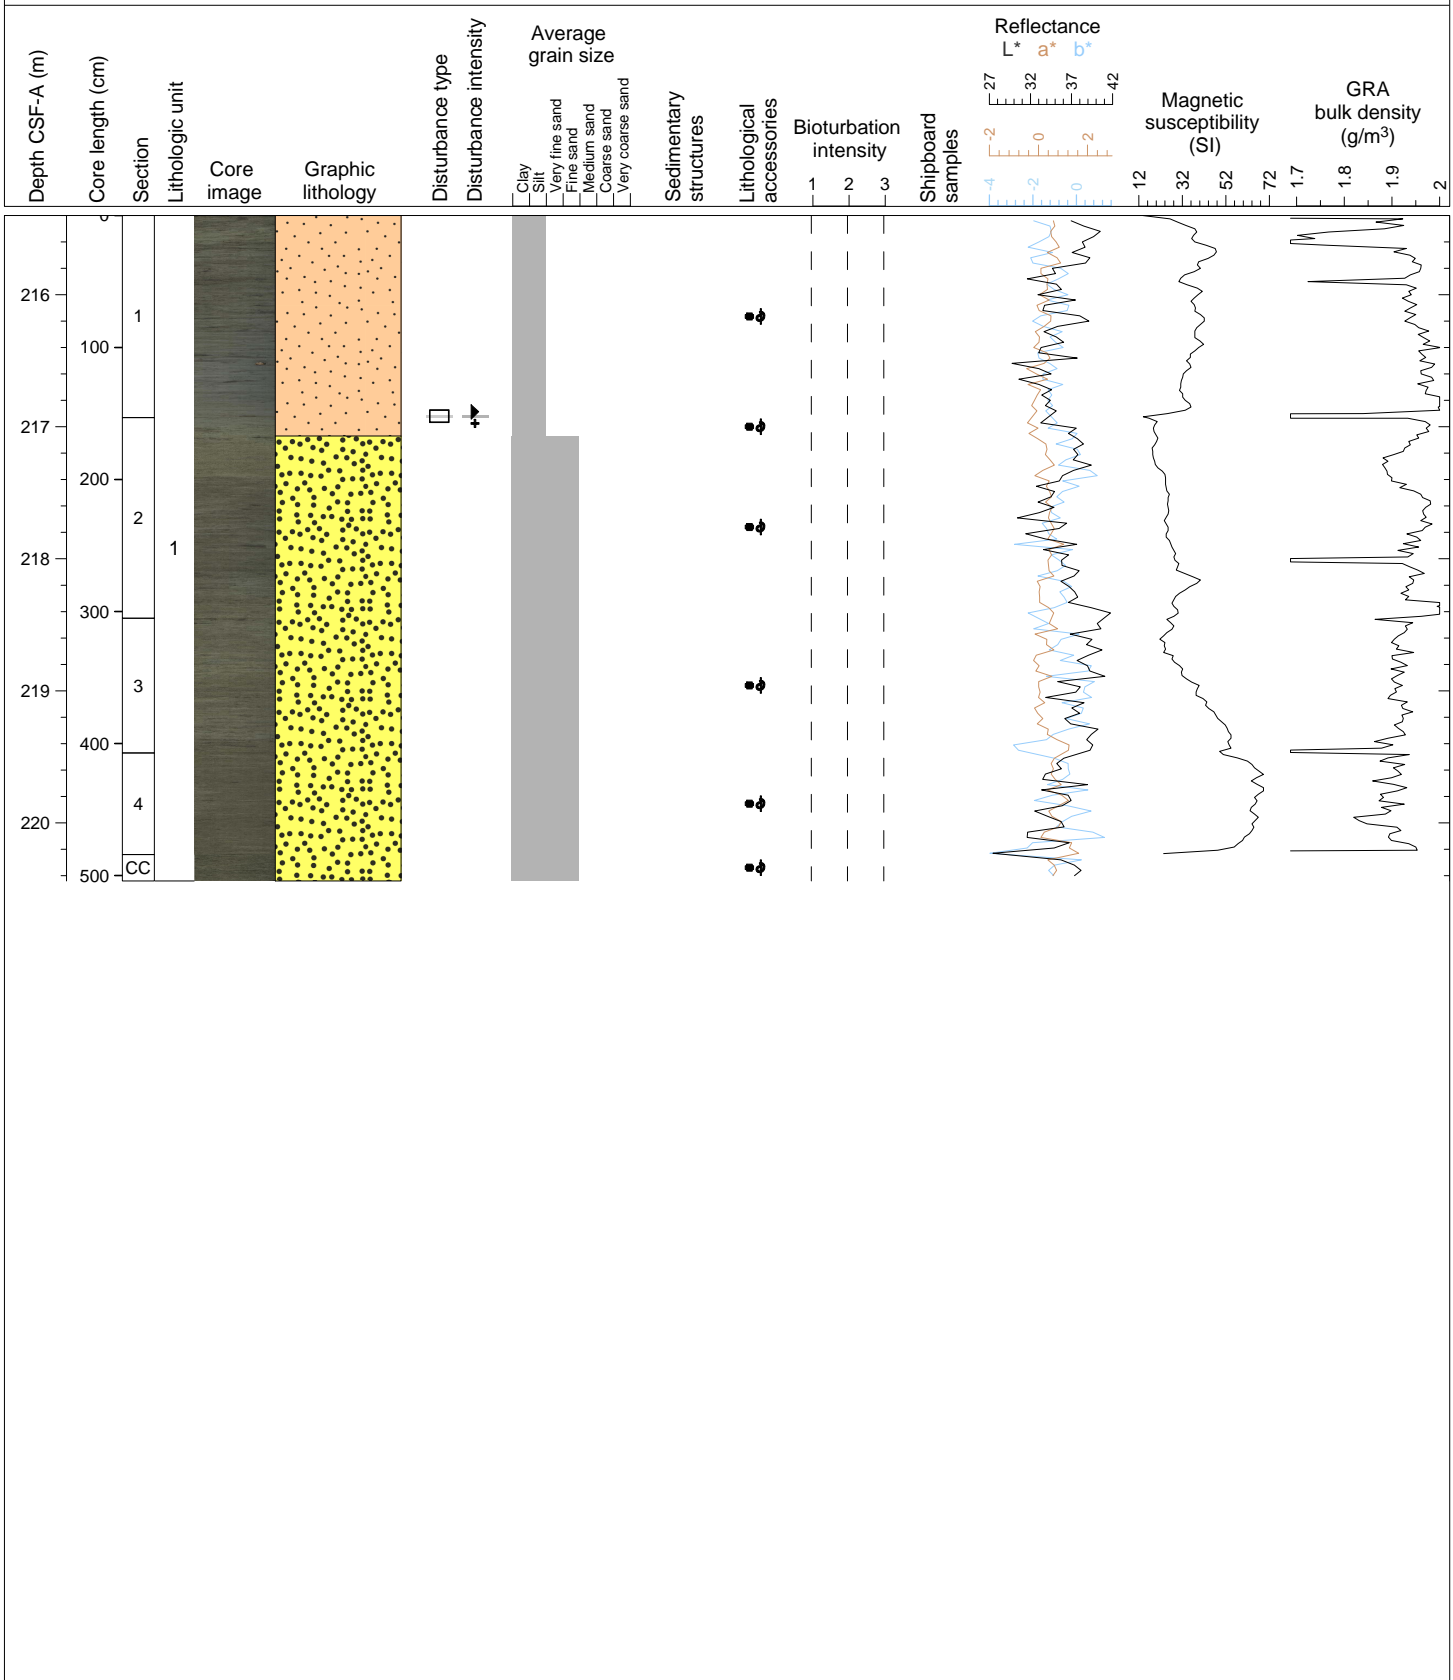 Depth CSF-A (m)
Core length (cm)
Section
Lithologic unit
Core
image
Graphic
lithology
Disturbance type
Disturbance intensity
Average
grain size
Clay
Silt
Very fine sand
Fine sand
Medium sand
Coarse sand
Very coarse sand
Sedimentary
structures
Lithological
accessories
Bioturbation
intensity
1 2 3
Shipboard
samples
Reflectance
L* a* b*
27 32 37 42
-2 0 2
-4 -2 0
Magnetic
susceptibility
(SI)
12 32 52 72
GRA
bulk density
(g/m³)
1.7 1.8 1.9 2
0
216
1
100
217
200
2
1
218
300
3
219
400
4
220
CC
500